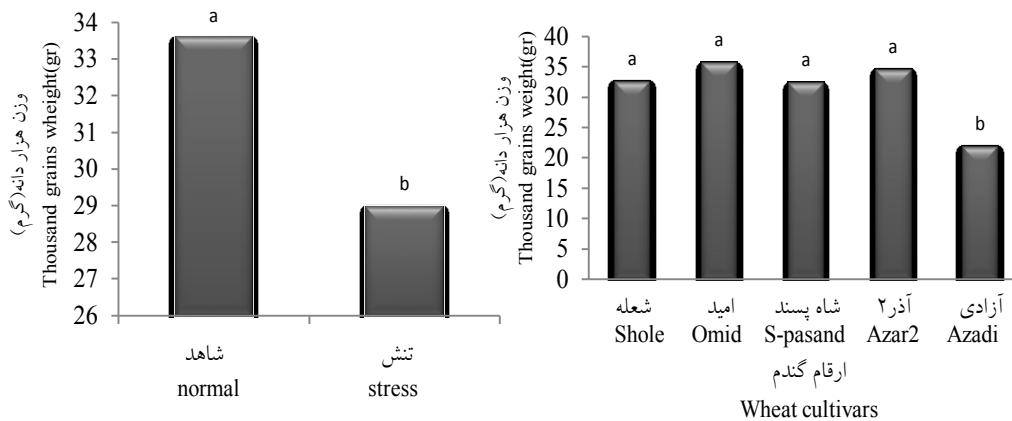 وزن هزار دانه(گرم)
Thousand grains wheight(gr)
34
33
32
31
30
29
28
27
26
a
b
شاهد
normal
تنش
stress
وزن هزار دانه(گرم)
Thousand grains weight(gr)
40
35
30
25
20
15
10
5
0
a
a
a
a
b
شعله
Shole
امید
Omid
شاه پسند
S-pasand
آذر۲
Azar2
آزادی
Azadi
ارقام گندم
Wheat cultivars